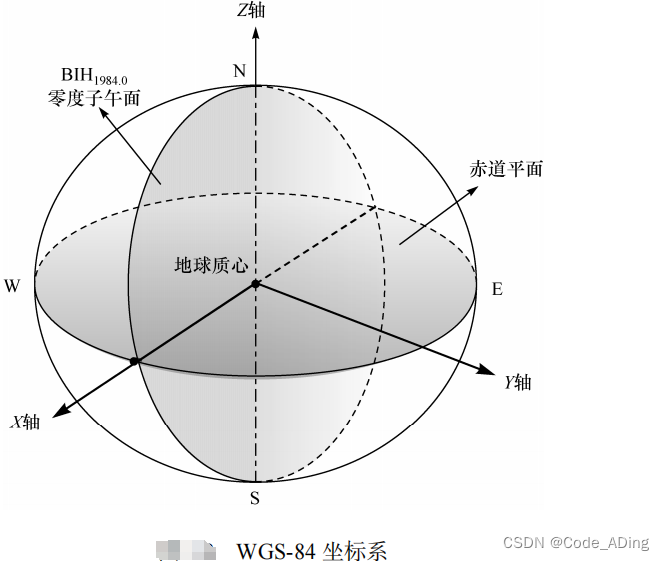 Z轴
N
BIH1984.0
零度子午面
赤道平面
地球质心
W
E
Y轴
X轴
S
WGS-84 坐标系
CSDN @Code_ADing